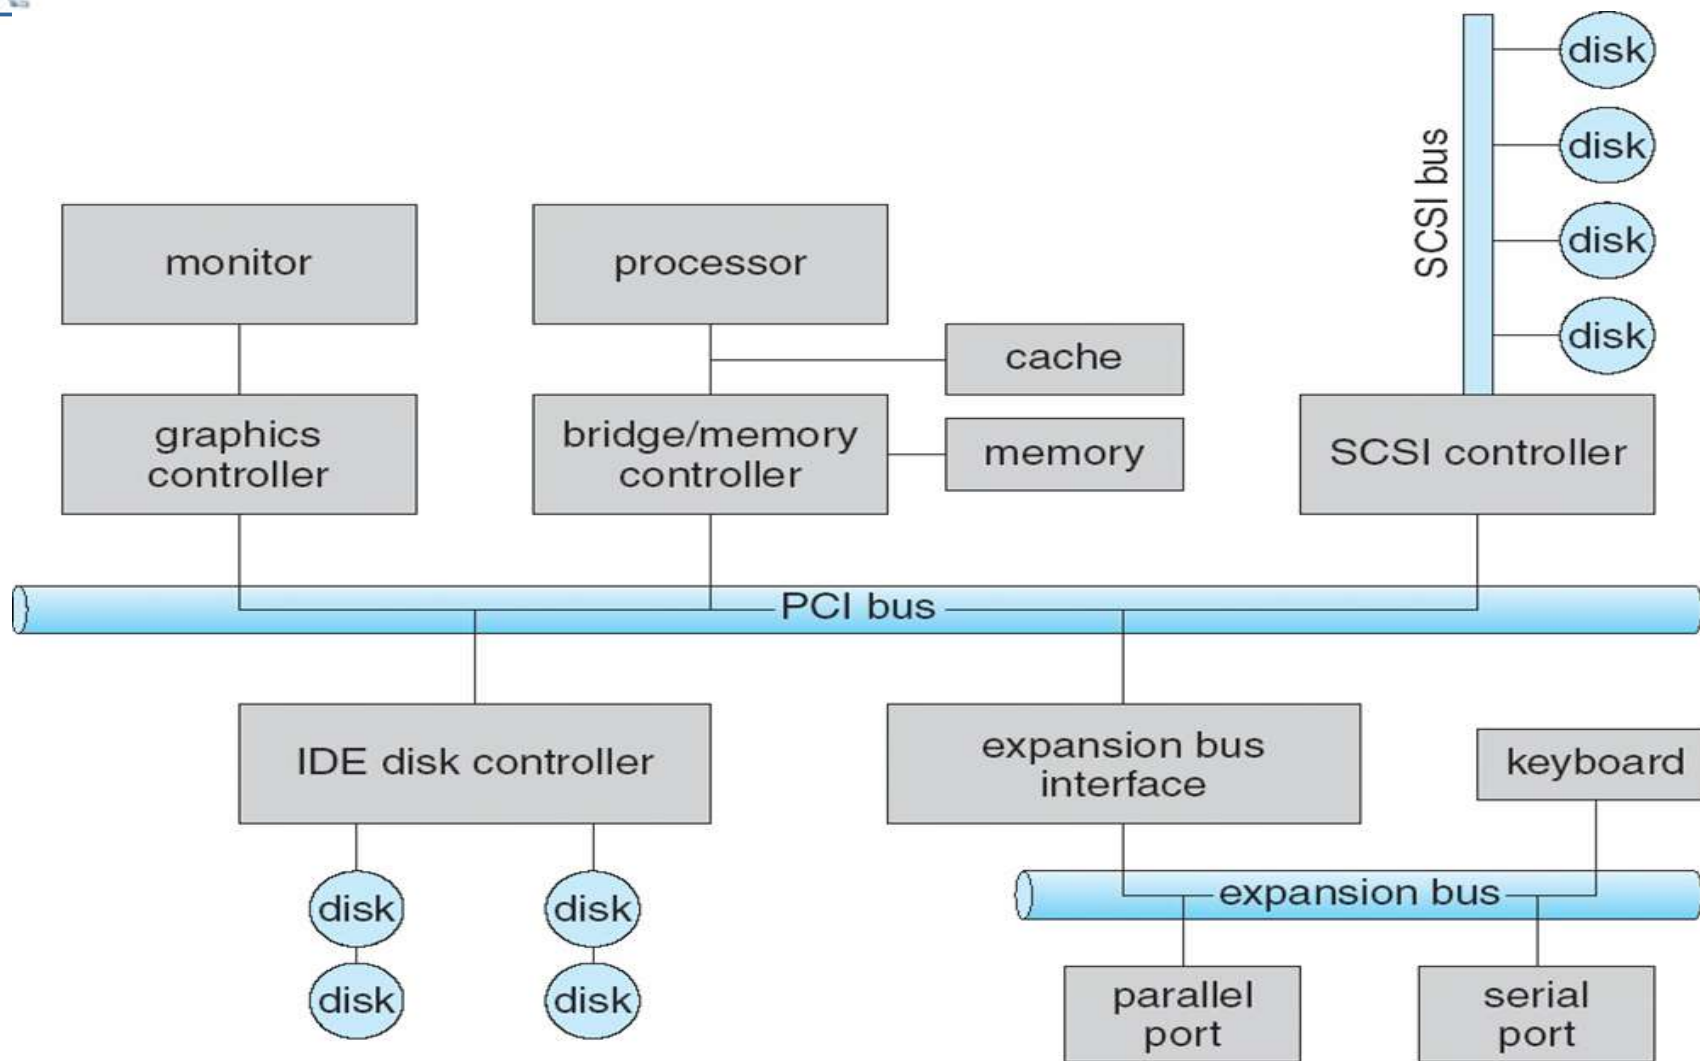 disk
disk
SCSI bus
disk
disk
monitor
processor
cache
graphics
controller
bridge/memory
controller
memory
SCSI controller
PCI bus
IDE disk controller
expansion bus
interface
keyboard
disk
disk
expansion bus
disk
disk
parallel
port
serial
port